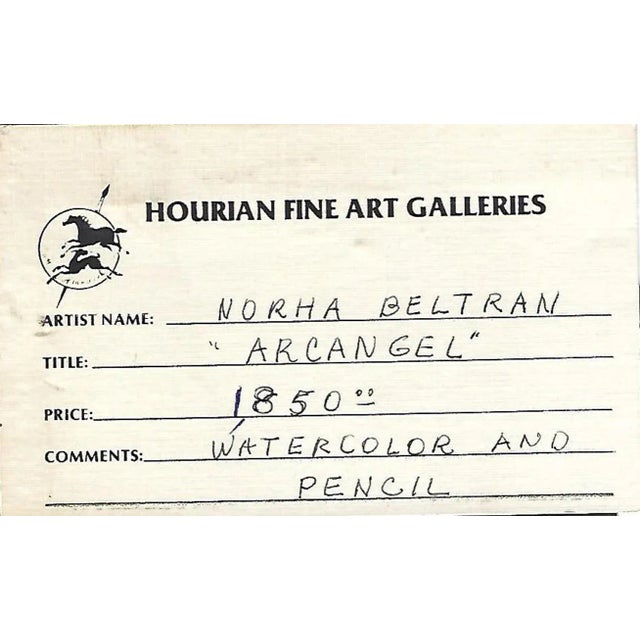 HOURIAN FINE ART GALLERIES
ARTIST NAME: NORHA BELTRAN
TITLE: "ARCANGEL"
PRICE: 1850 00
COMMENTS: WATERCOLOR AND
PENCIL